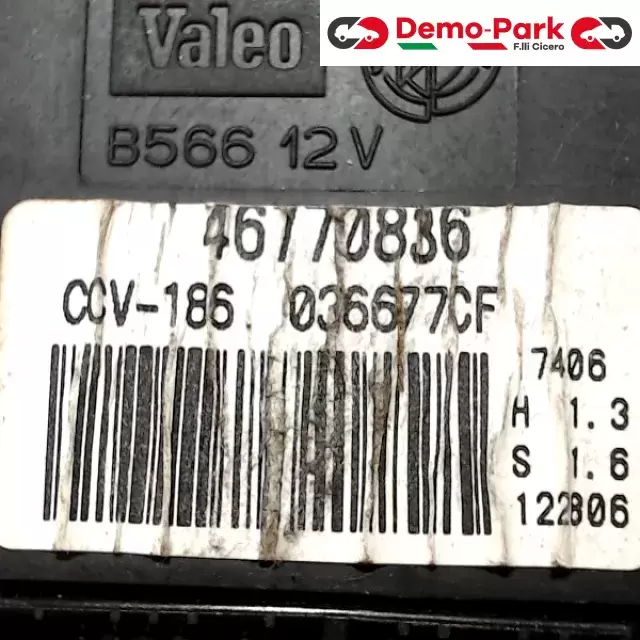 Valeo
Demo-Park
F.lli Cicero
B566 12V
46770836
CCV-186 036677CF
7406
H 1.3
S 1.6
122806